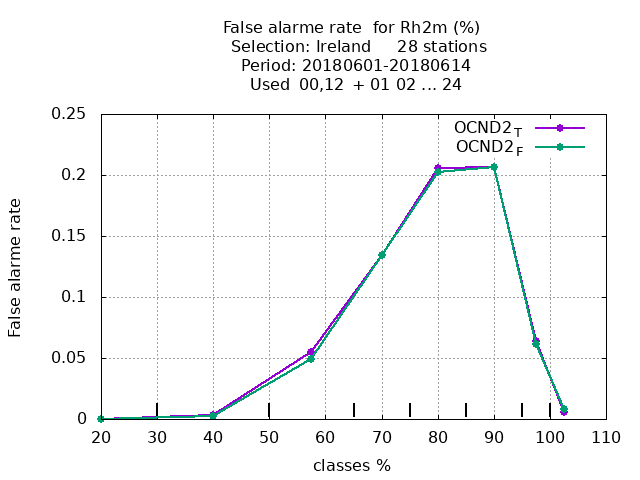 False alarme rate  for Rh2m (%)
Selection: Ireland     28 stations
Period: 20180601-20180614
Used  00,12  + 01 02 ... 24
OCND2T
OCND2F
0.25
0.2
0.15
0.1
0.05
0
False alarme rate
20 30 40 50 60 70 80 90 100 110
classes %